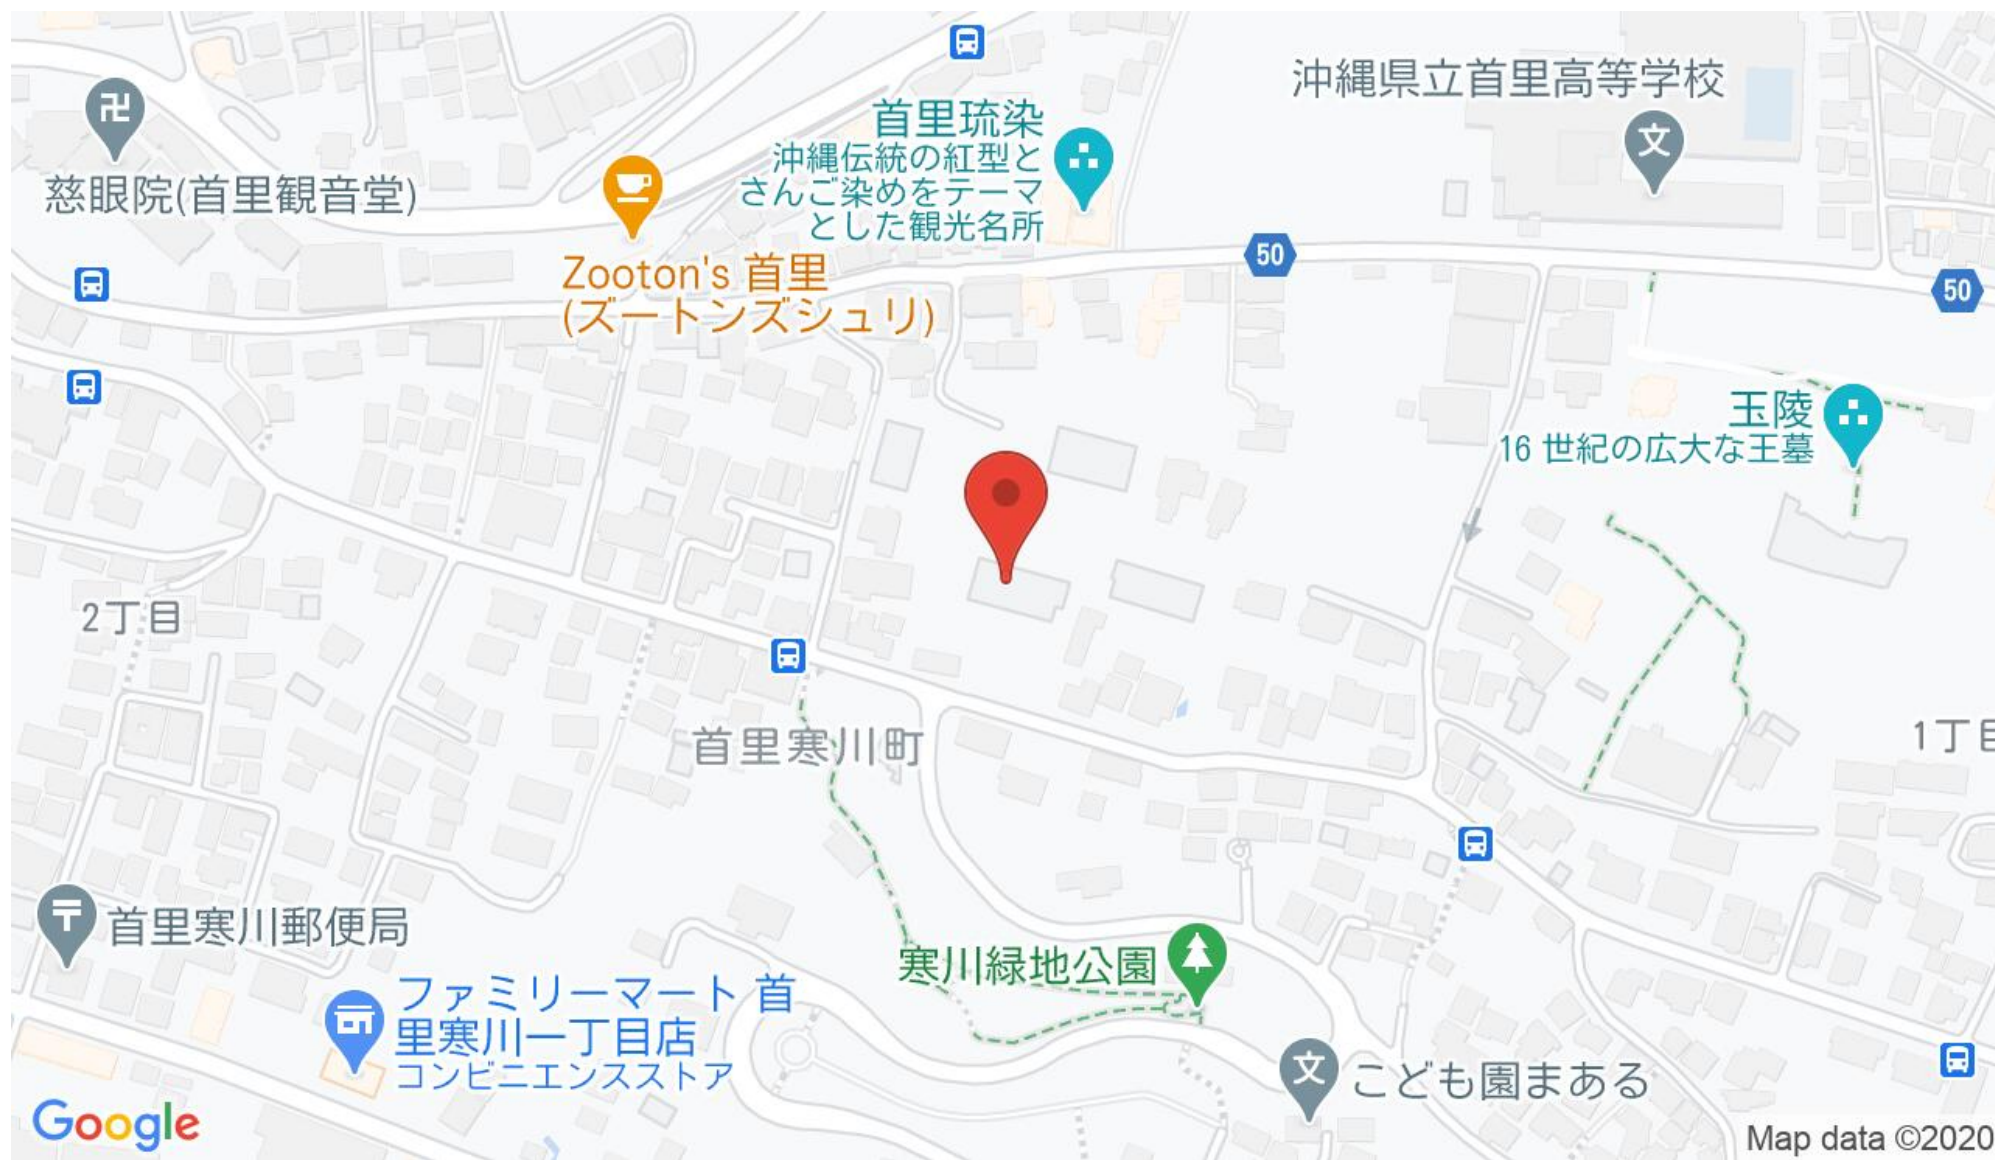 沖縄県立首里高等学校
文
首里琉染
沖縄伝統の紅型と
さんご染めをテーマ
とした観光名所
卍
慈眼院(首里観音堂)
50
50
Zooton's 首里
(ズートンズシュリ)
玉陵
16 世紀の広大な王墓
2丁目
首里寒川町
1丁目
〒
首里寒川郵便局
寒川緑地公園
ファミリーマート 首
里寒川一丁目店
コンビニエンスストア
文
こども園まある
Google
Map data ©2020